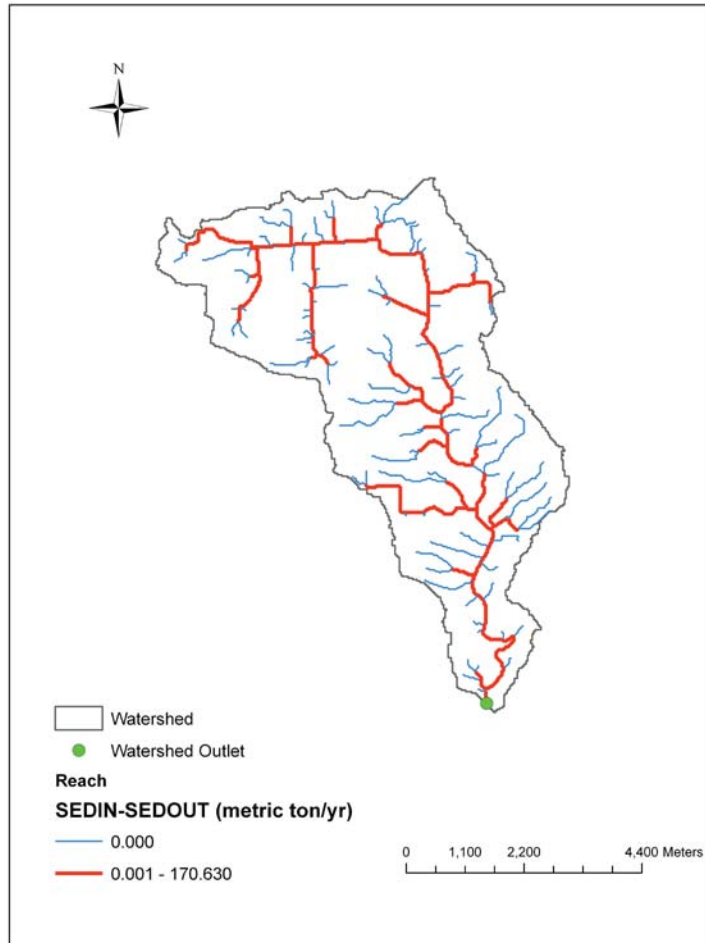 N
Watershed
Watershed Outlet
Reach
SEDIN-SEDOUT (metric ton/yr)
0.000
0.001 - 170.630
0 1,100 2,200 4,400 Meters